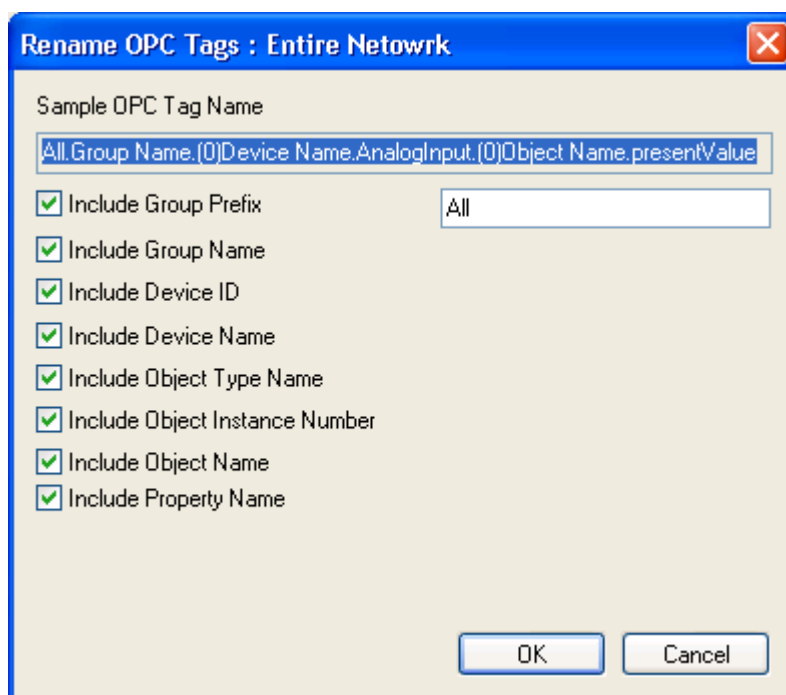 Rename OPC Tags : Entire Netowrk
Sample OPC Tag Name
All.Group Name.(0)Device Name.AnalogInput.(0)Object Name.presentValue
Include Group Prefix
All
Include Group Name
Include Device ID
Include Device Name
Include Object Type Name
Include Object Instance Number
Include Object Name
Include Property Name
OK
Cancel